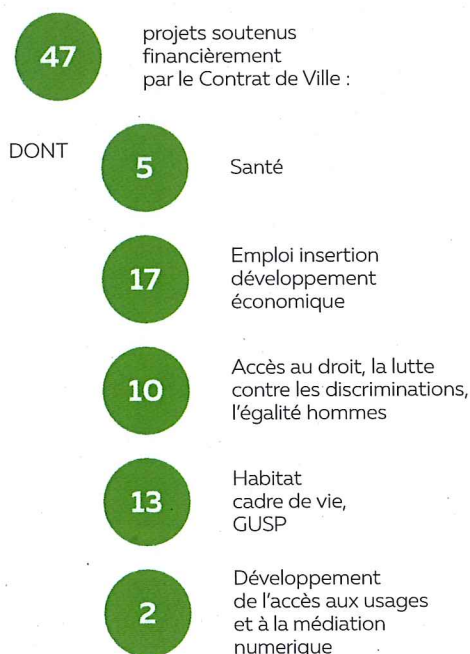 47
projets soutenus
financièrement
par le Contrat de Ville :
DONT
5
Santé
17
Emploi insertion
développement
économique
10
Accès au droit, la lutte
contre les discriminations,
l'égalité hommes
13
Habitat
cadre de vie,
GUSP
2
Développement
de l'accès aux usages
et à la médiation
numerique